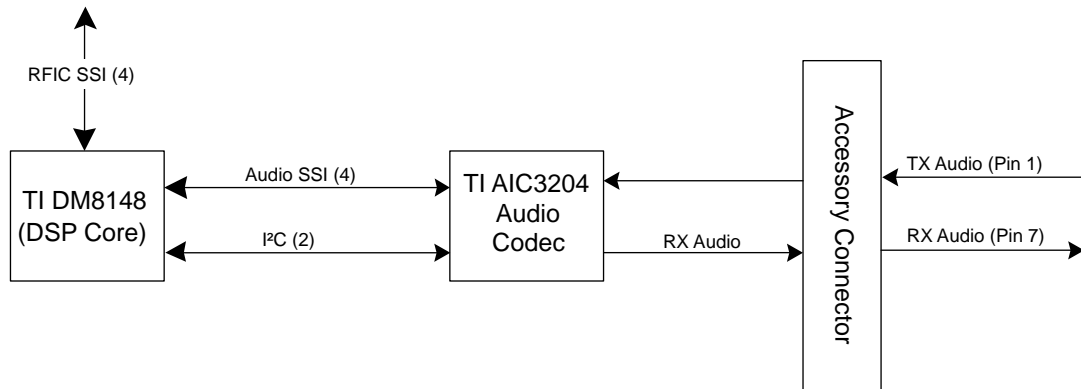 RFIC SSI (4)
TI DM8148
(DSP Core)
Audio SSI (4)
I²C (2)
TI AIC3204
Audio
Codec
RX Audio
Accessory Connector
TX Audio (Pin 1)
RX Audio (Pin 7)